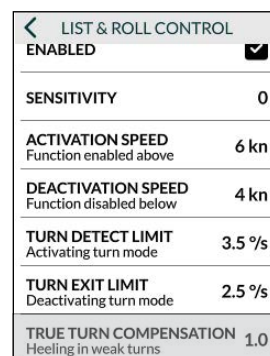 LIST & ROLL CONTROL
ENABLED
SENSITIVITY 0
ACTIVATION SPEED 6 kn
Function enabled above
DEACTIVATION SPEED 4 kn
Function disabled below
TURN DETECT LIMIT 3.5 °/s
Activating turn mode
TURN EXIT LIMIT 2.5 °/s
Deactivating turn mode
TRUE TURN COMPENSATION 1.0
Heeling in weak turns